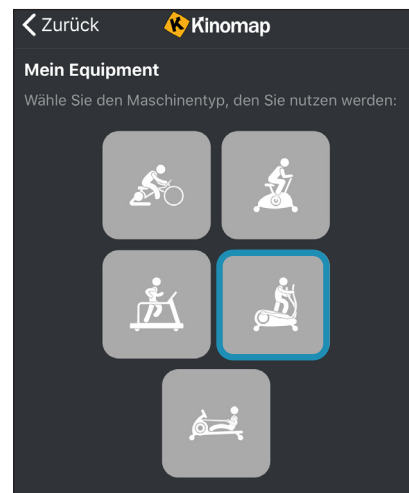 Zurück
Kinomap
Mein Equipment
Wähle Sie den Maschinentyp, den Sie nutzen werden: